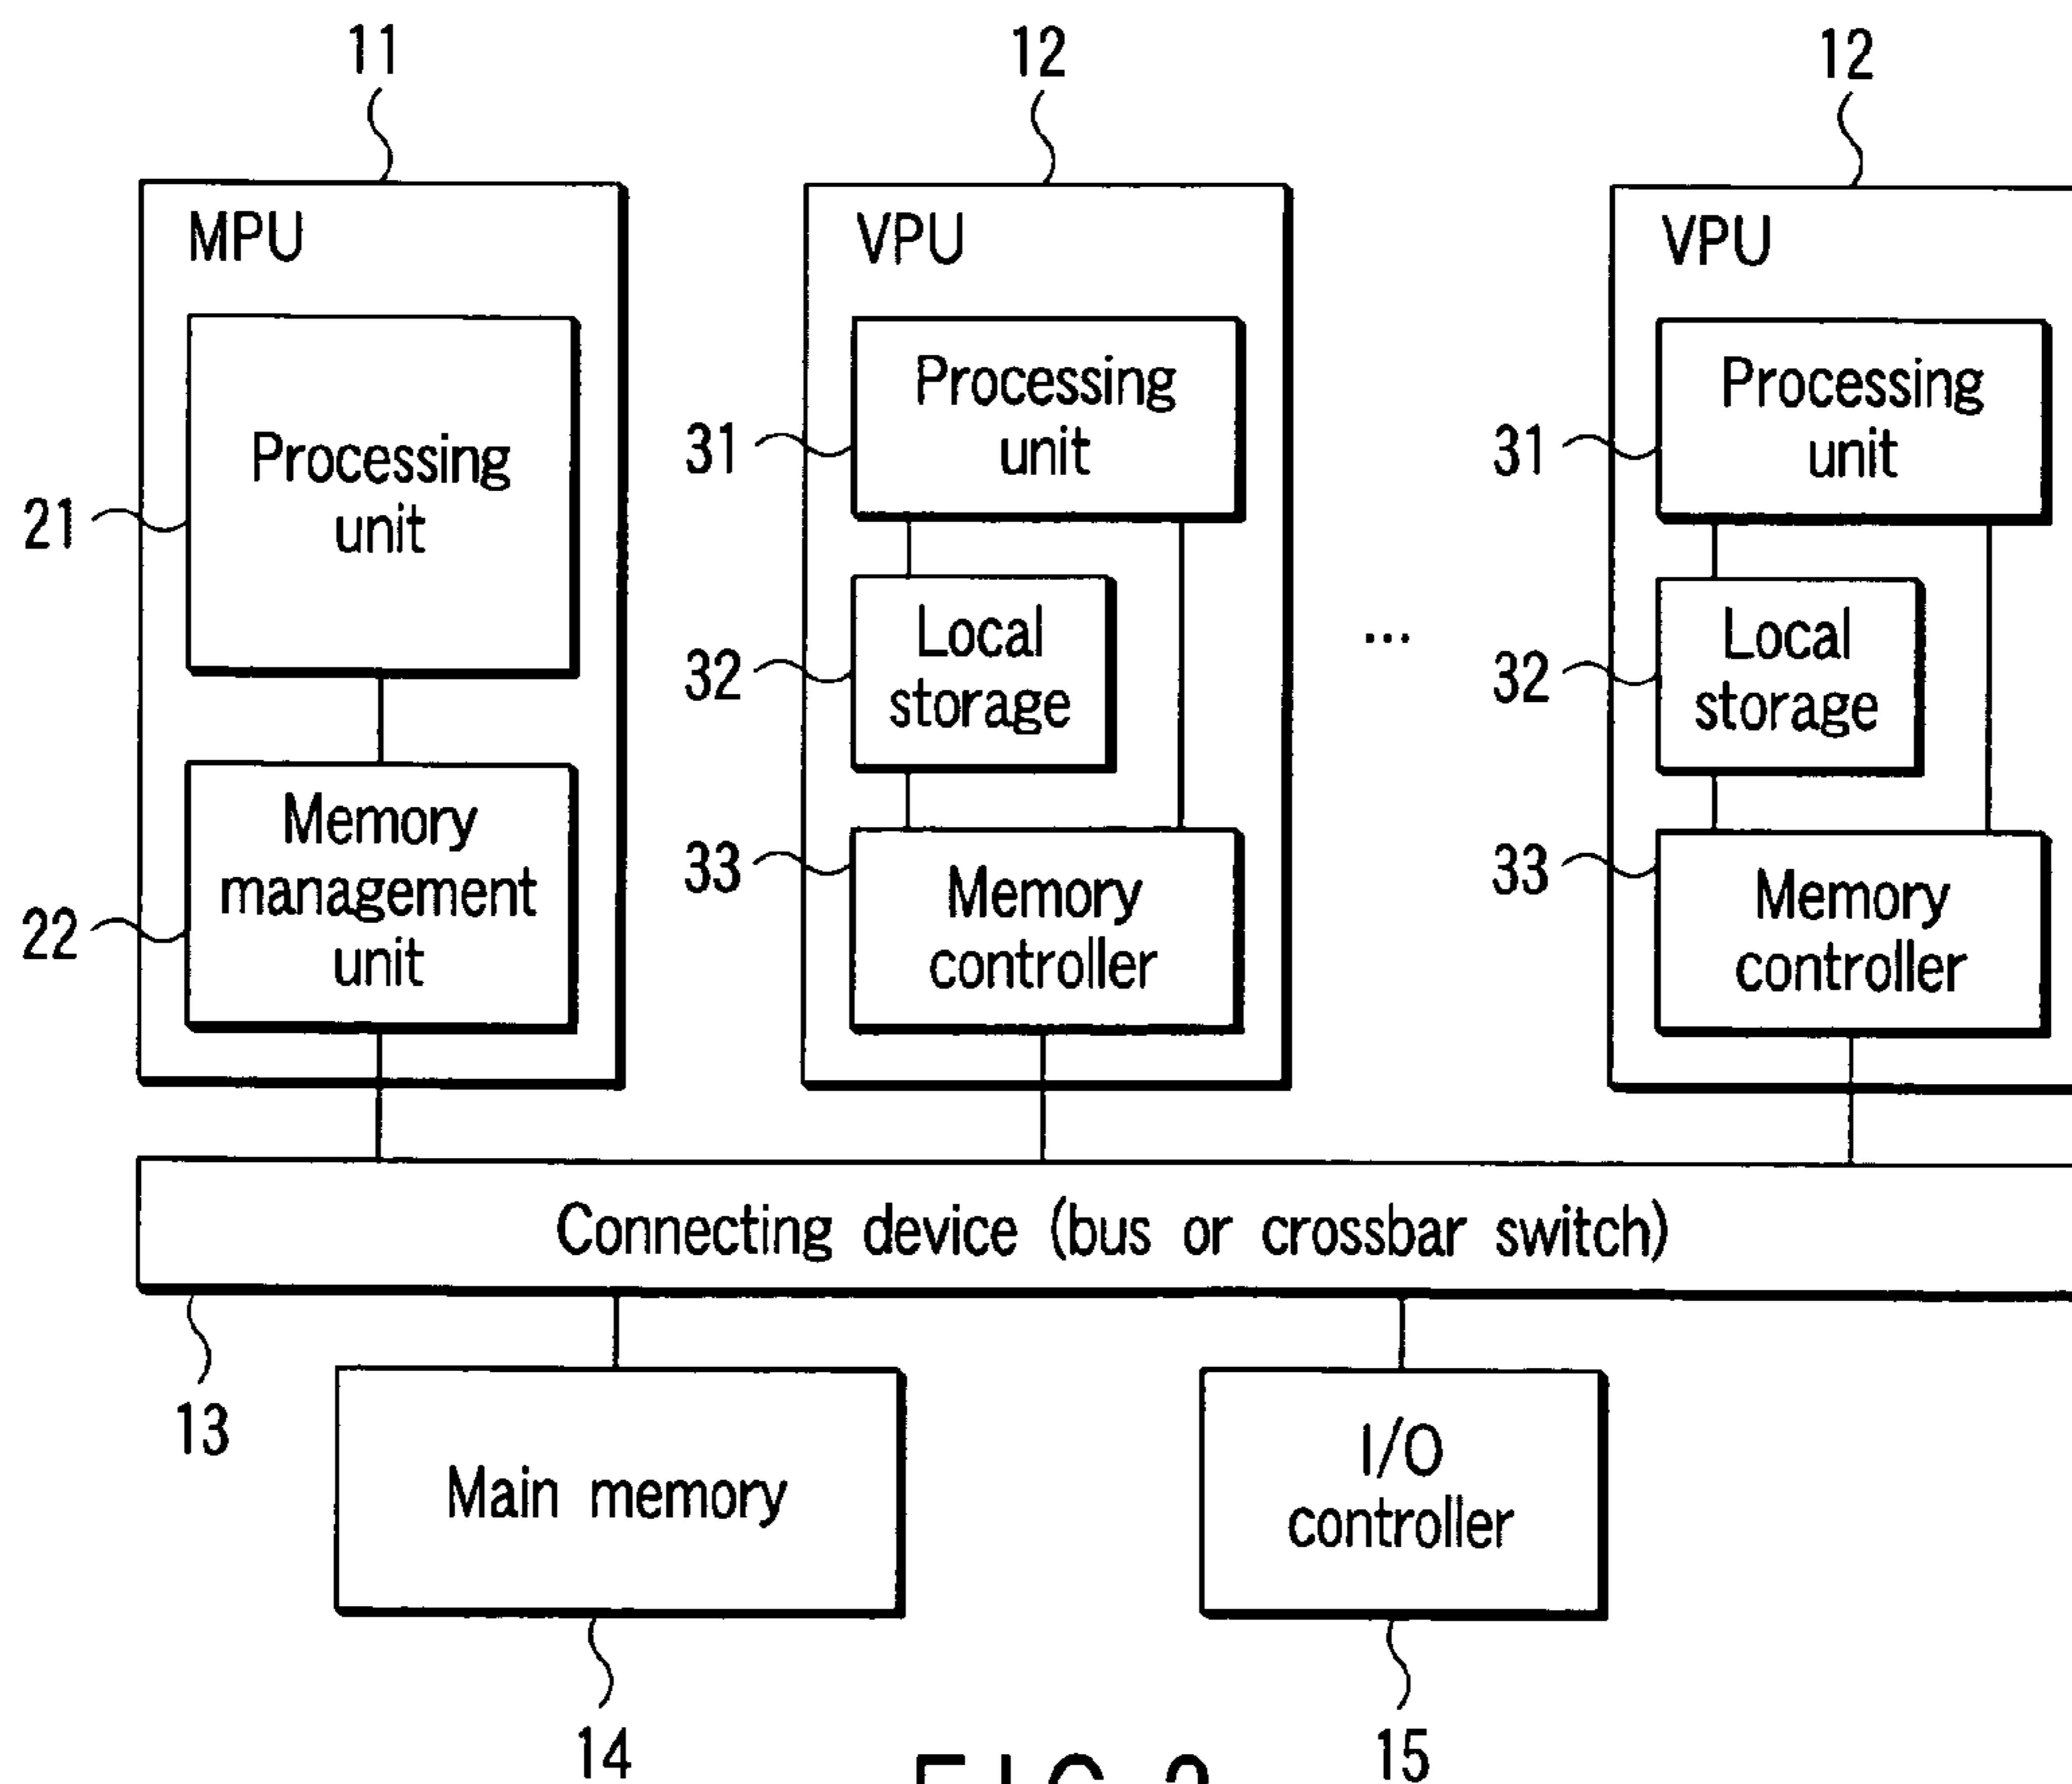 11
12
12
MPU
VPU
VPU
Processing
unit
Processing
unit
Processing
unit
21
31
31
Local
storage
Local
storage
32
...
32
Memory
management
unit
22
33
Memory
controller
33
Memory
controller
Connecting device (bus or crossbar switch)
13
Main memory
I/O
controller
14
15